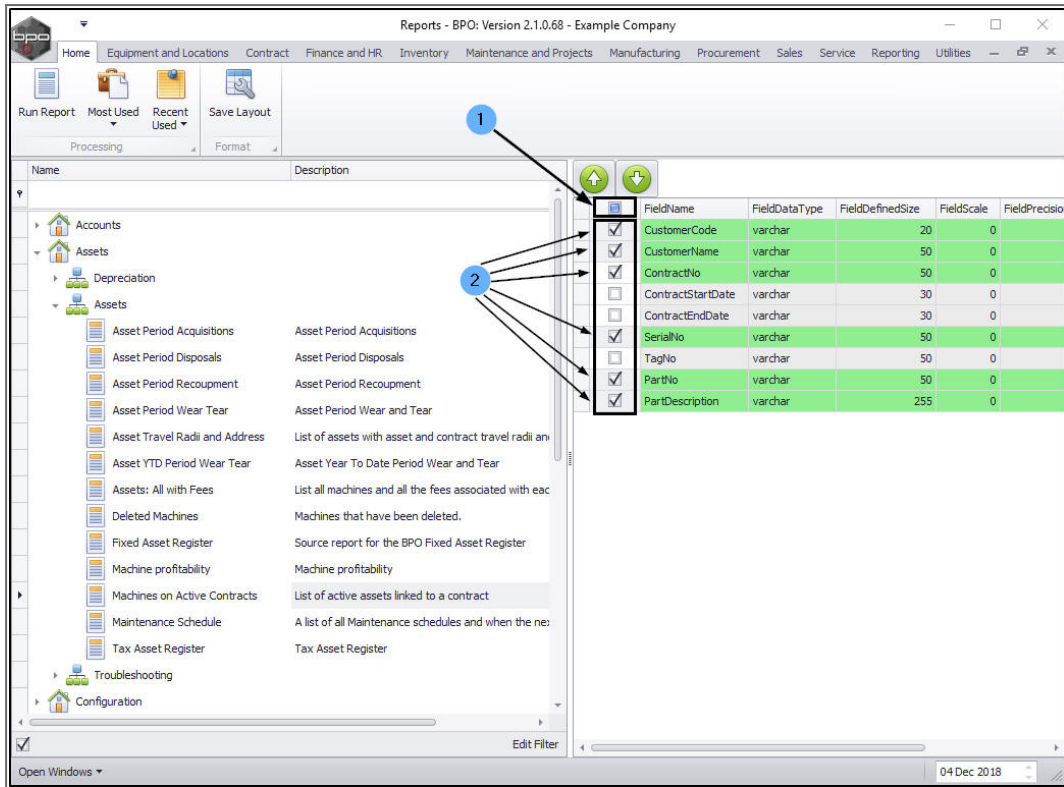 bpo
Reports - BPO: Version 2.1.0.68 - Example Company
Home Equipment and Locations Contract Finance and HR Inventory Maintenance and Projects Manufacturing Procurement Sales Service Reporting Utilities
Run Report Most Used Recent Used Save Layout
Processing Format
1
Name Description
FieldName FieldDataType FieldDefinedSize FieldScale FieldPrecisio
Accounts
Assets
Depreciation
Assets
Asset Period Acquisitions Asset Period Acquisitions
Asset Period Disposals Asset Period Disposals
Asset Period Recoupment Asset Period Recoupment
Asset Period Wear Tear Asset Period Wear and Tear
Asset Travel Radii and Address List of assets with asset and contract travel radii an
Asset YTD Period Wear Tear Asset Year To Date Period Wear and Tear
Assets: All with Fees List all machines and all the fees associated with eac
Deleted Machines Machines that have been deleted.
Fixed Asset Register Source report for the BPO Fixed Asset Register
Machine profitability Machine profitability
Machines on Active Contracts List of active assets linked to a contract
Maintenance Schedule A list of all Maintenance schedules and when the nex
Tax Asset Register Tax Asset Register
Troubleshooting
Configuration
2
CustomerCode varchar 20 0
CustomerName varchar 50 0
ContractNo varchar 50 0
ContractStartDate varchar 30 0
ContractEndDate varchar 30 0
SerialNo varchar 50 0
TagNo varchar 50 0
PartNo varchar 50 0
PartDescription varchar 255 0
Edit Filter
Open Windows 04 Dec 2018